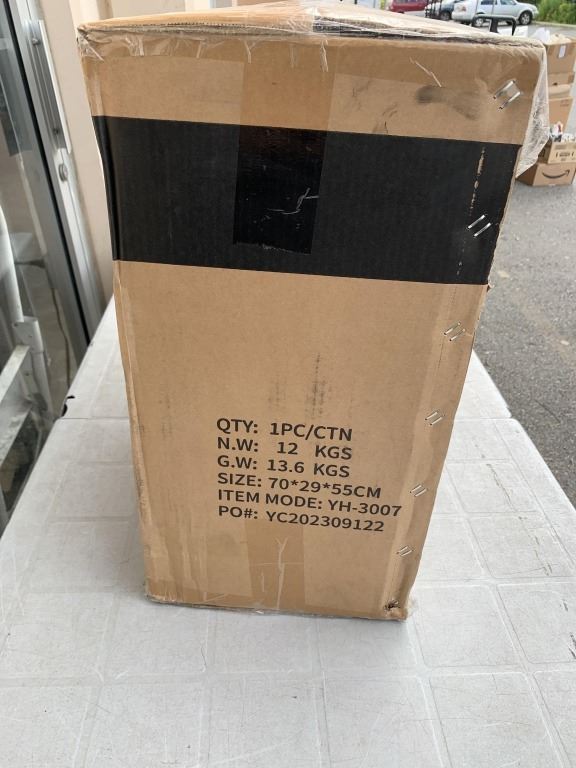 QTY: 1PC/CTN
N.W: 12 KGS
G.W: 13.6 KGS
SIZE: 70*29*55CM
ITEM MODE: YH-3007
PO#: YC202309122